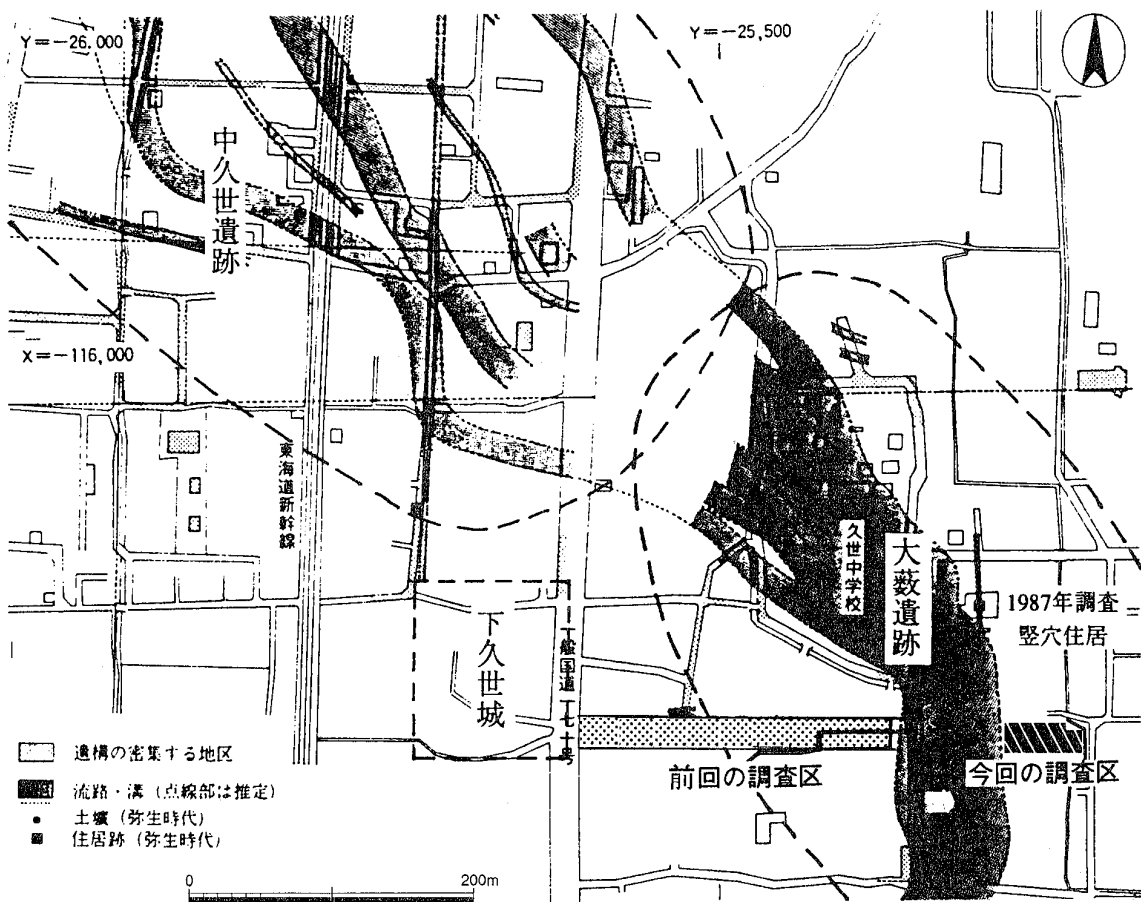 Y=-26,000
Y=-25,500
中久世遺跡
X=-116,000
東海道新幹線
久世中学校
大薮遺跡
1987年調査
竪穴住居
下久世城
一般国道一七一号
前回の調査区
今回の調査区
遺構の密集する地区
流路・溝（点線部は推定）
土壙（弥生時代）
住居跡（弥生時代）
0
200m